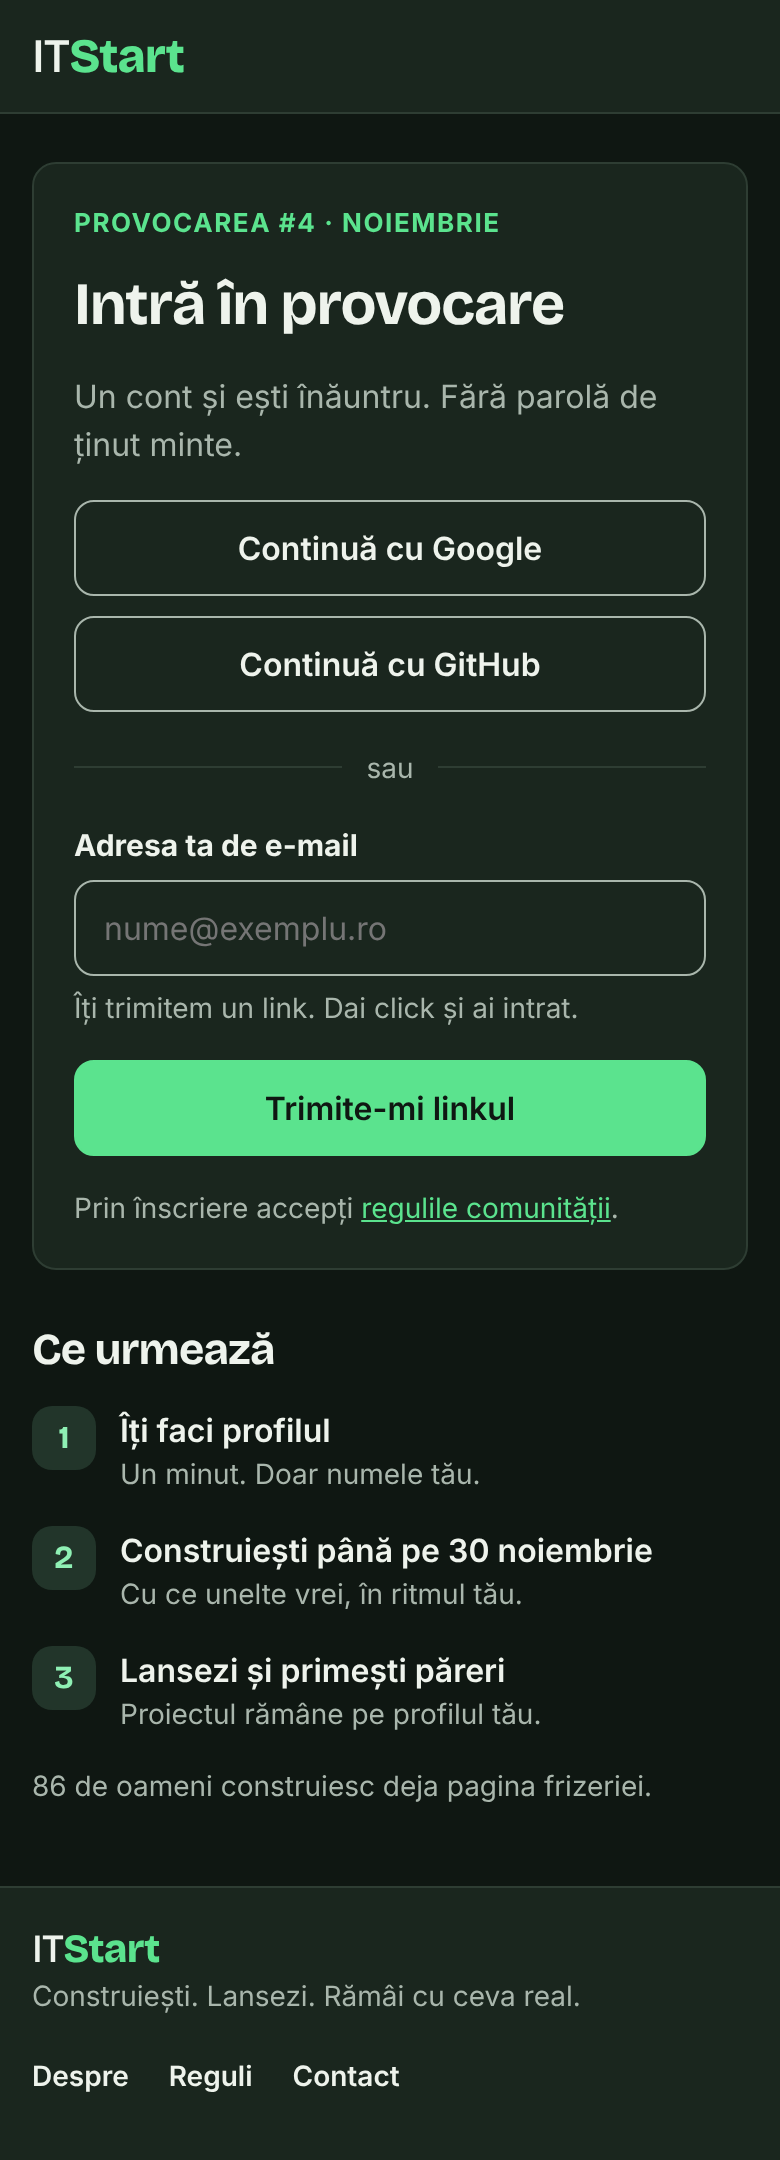 ITStart
PROVOCAREA #4 · NOIEMBRIE
Intră în provocare
Un cont și ești înăuntru. Fără parolă de
ținut minte.
Continuă cu Google
Continuă cu GitHub
sau
Adresa ta de e-mail
nume@exemplu.ro
Îți trimitem un link. Dai click și ai intrat.
Trimite-mi linkul
Prin înscriere accepți regulile comunității.
Ce urmează
1
Îți faci profilul
Un minut. Doar numele tău.
2
Construiești până pe 30 noiembrie
Cu ce unelte vrei, în ritmul tău.
3
Lansezi și primești păreri
Proiectul rămâne pe profilul tău.
86 de oameni construiesc deja pagina frizeriei.
ITStart
Construiești. Lansezi. Rămâi cu ceva real.
Despre Reguli Contact